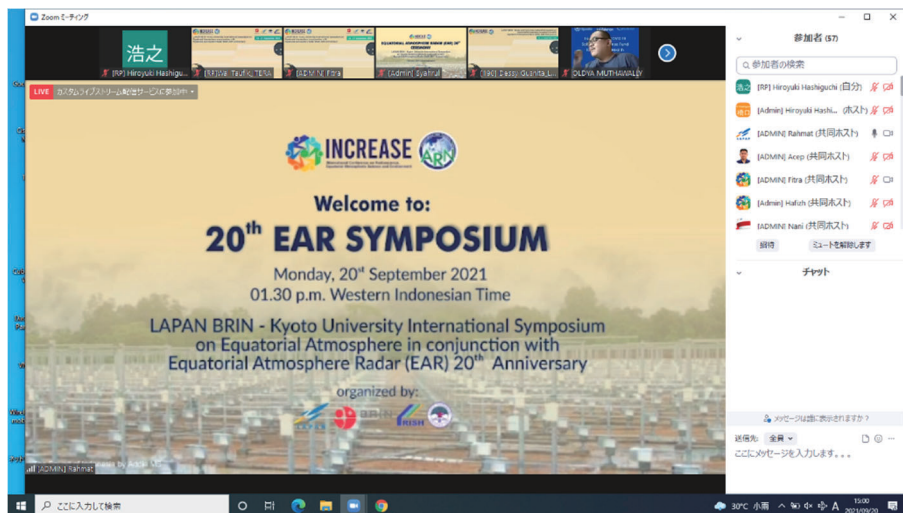 Zoom ミーティング
浩之
[RP] Hiroyuki Hashigu...
[ADMIN] Fitra
[Admin] Syahrul
OLDYA MUTHAWALLY
LIVE カスタムライブストリーム配信サービスに参加中
INCREASE
ARN
Welcome to:
20th EAR SYMPOSIUM
Monday, 20st September 2021
01.30 p.m. Western Indonesian Time
LAPAN BRIN - Kyoto University International Symposium
on Equatorial Atmosphere Radar in conjunction with
Equatorial Atmosphere Radar (EAR) 20th Anniversary
organized by:
LAPAN BRIN RISH
[ADMIN] Rahmat
参加者 (57)
参加者の検索
[RP] Hiroyuki Hashiguchi (自分)
[Admin] Hiroyuki Hashi... (ホスト)
[ADMIN] Rahmat (共同ホスト)
[ADMIN] Acep (共同ホスト)
[ADMIN] Fitra (共同ホスト)
[Admin] Hafizh (共同ホスト)
[ADMIN] Nani (共同ホスト)
招待 ミュートを解除します
チャット
メッセージは誰に表示されますか?
送信先: 全員
ここにメッセージを入力します。。。
ここに入力して検索
30°C 小雨 A 15:00
2021/09/20